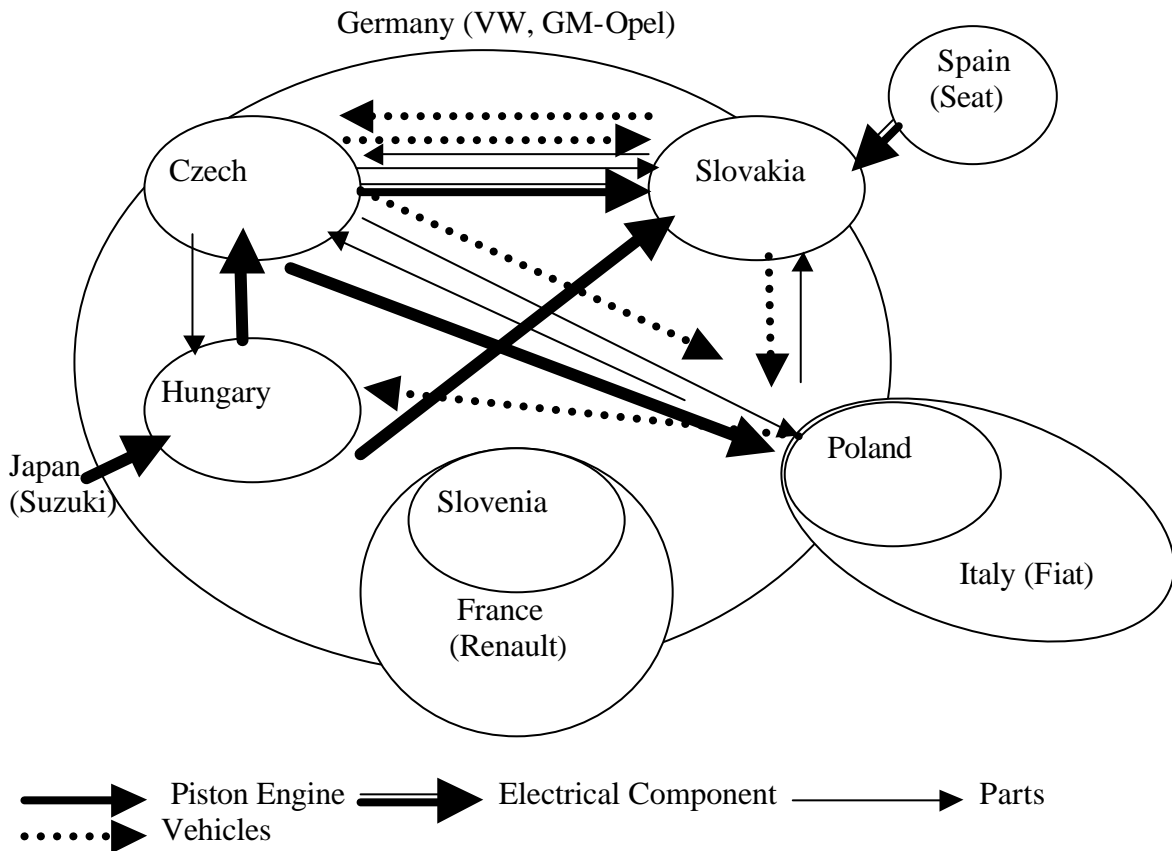 Germany (VW, GM-Opel)
Spain
(Seat)
Czech
Slovakia
Hungary
Japan
(Suzuki)
Slovenia
Poland
France
(Renault)
Italy (Fiat)
Piston Engine
Electrical Component
Parts
Vehicles